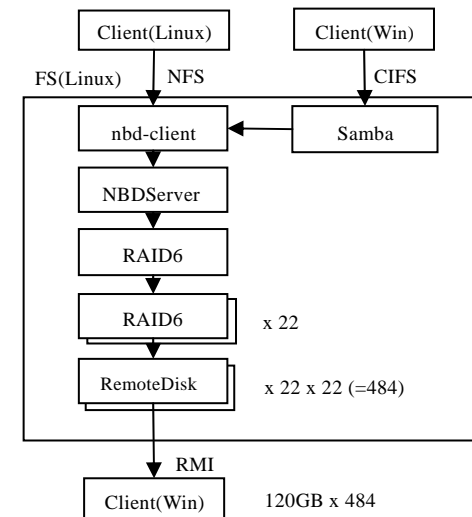 Client(Linux)
Client(Win)
FS(Linux)
NFS
CIFS
nbd-client
Samba
NBDServer
RAID6
RAID6
x 22
RemoteDisk
x 22 x 22 (=484)
RMI
Client(Win)
120GB x 484